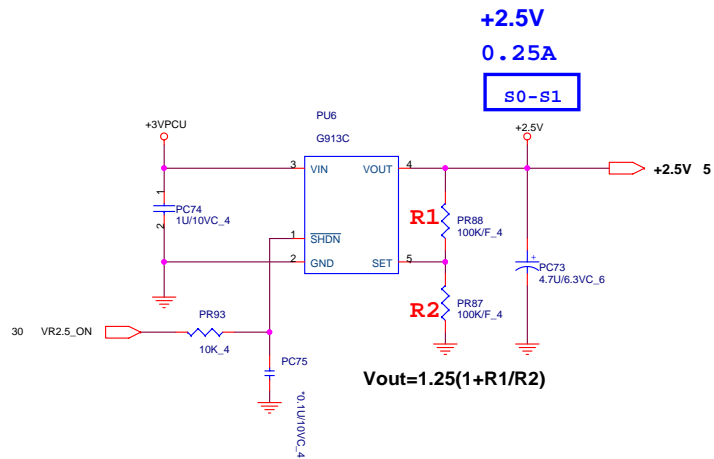 +2.5V
0.25A
S0-S1
PU6
G913C
+3VPCU
+2.5V
3
VIN
VOUT
4
+2.5V 5
1
PC74
1U/10VC_4
2
R1
PR88
100K/F_4
1
SHDN
2
GND
SET
5
PC73
4.7U/6.3VC_6
+
R2
PR87
100K/F_4
PR93
30 VR2.5_ON
10K_4
PC75
*0.1U/10VC_4
Vout=1.25(1+R1/R2)